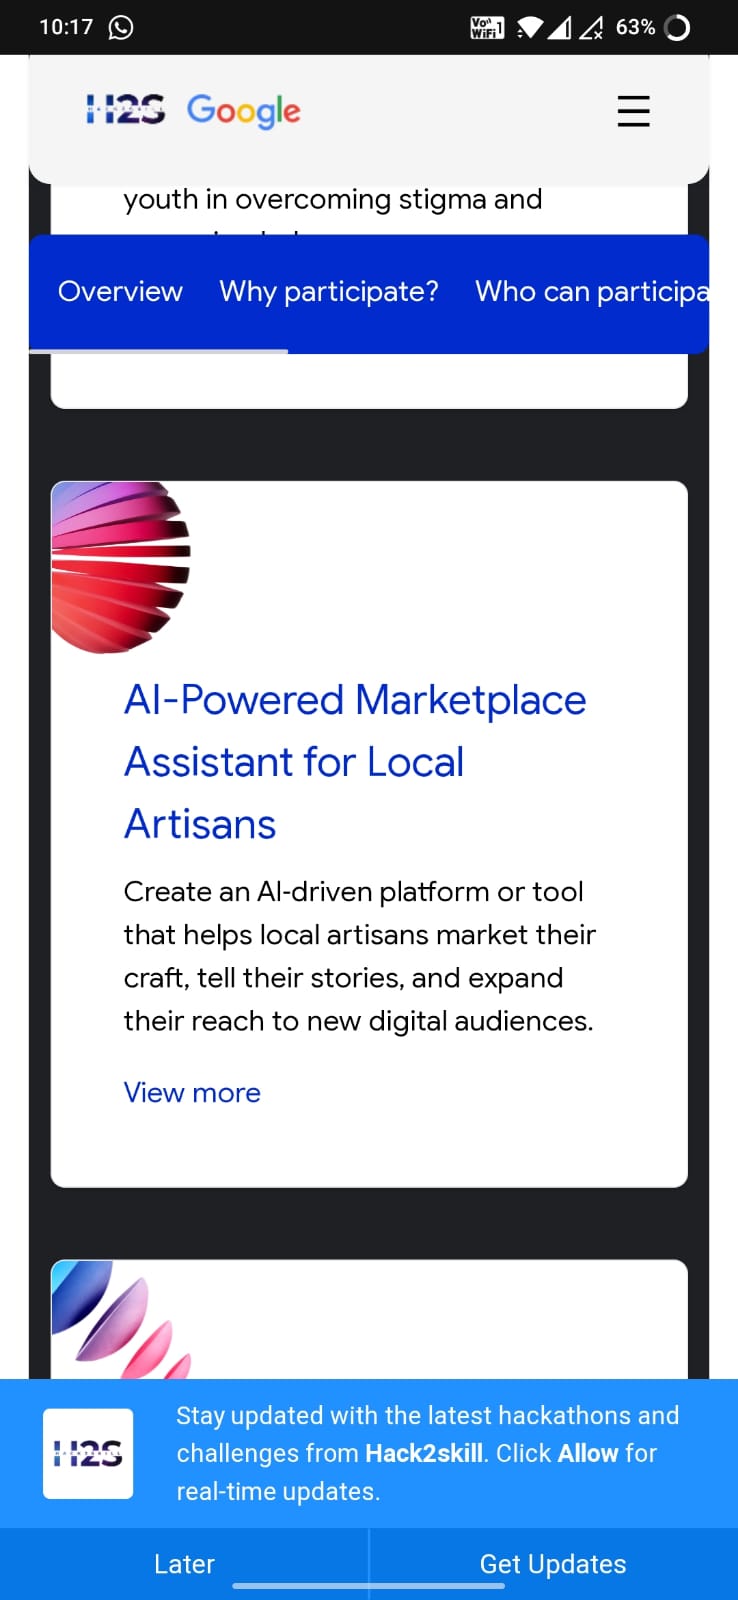 10:17 Vo WiFi 1 63%
H2S Google
youth in overcoming stigma and
Overview Why participate? Who can participa
AI-Powered Marketplace
Assistant for Local
Artisans
Create an AI-driven platform or tool
that helps local artisans market their
craft, tell their stories, and expand
their reach to new digital audiences.
View more
H2S
Stay updated with the latest hackathons and
challenges from Hack2skill. Click Allow for
real-time updates.
Later Get Updates